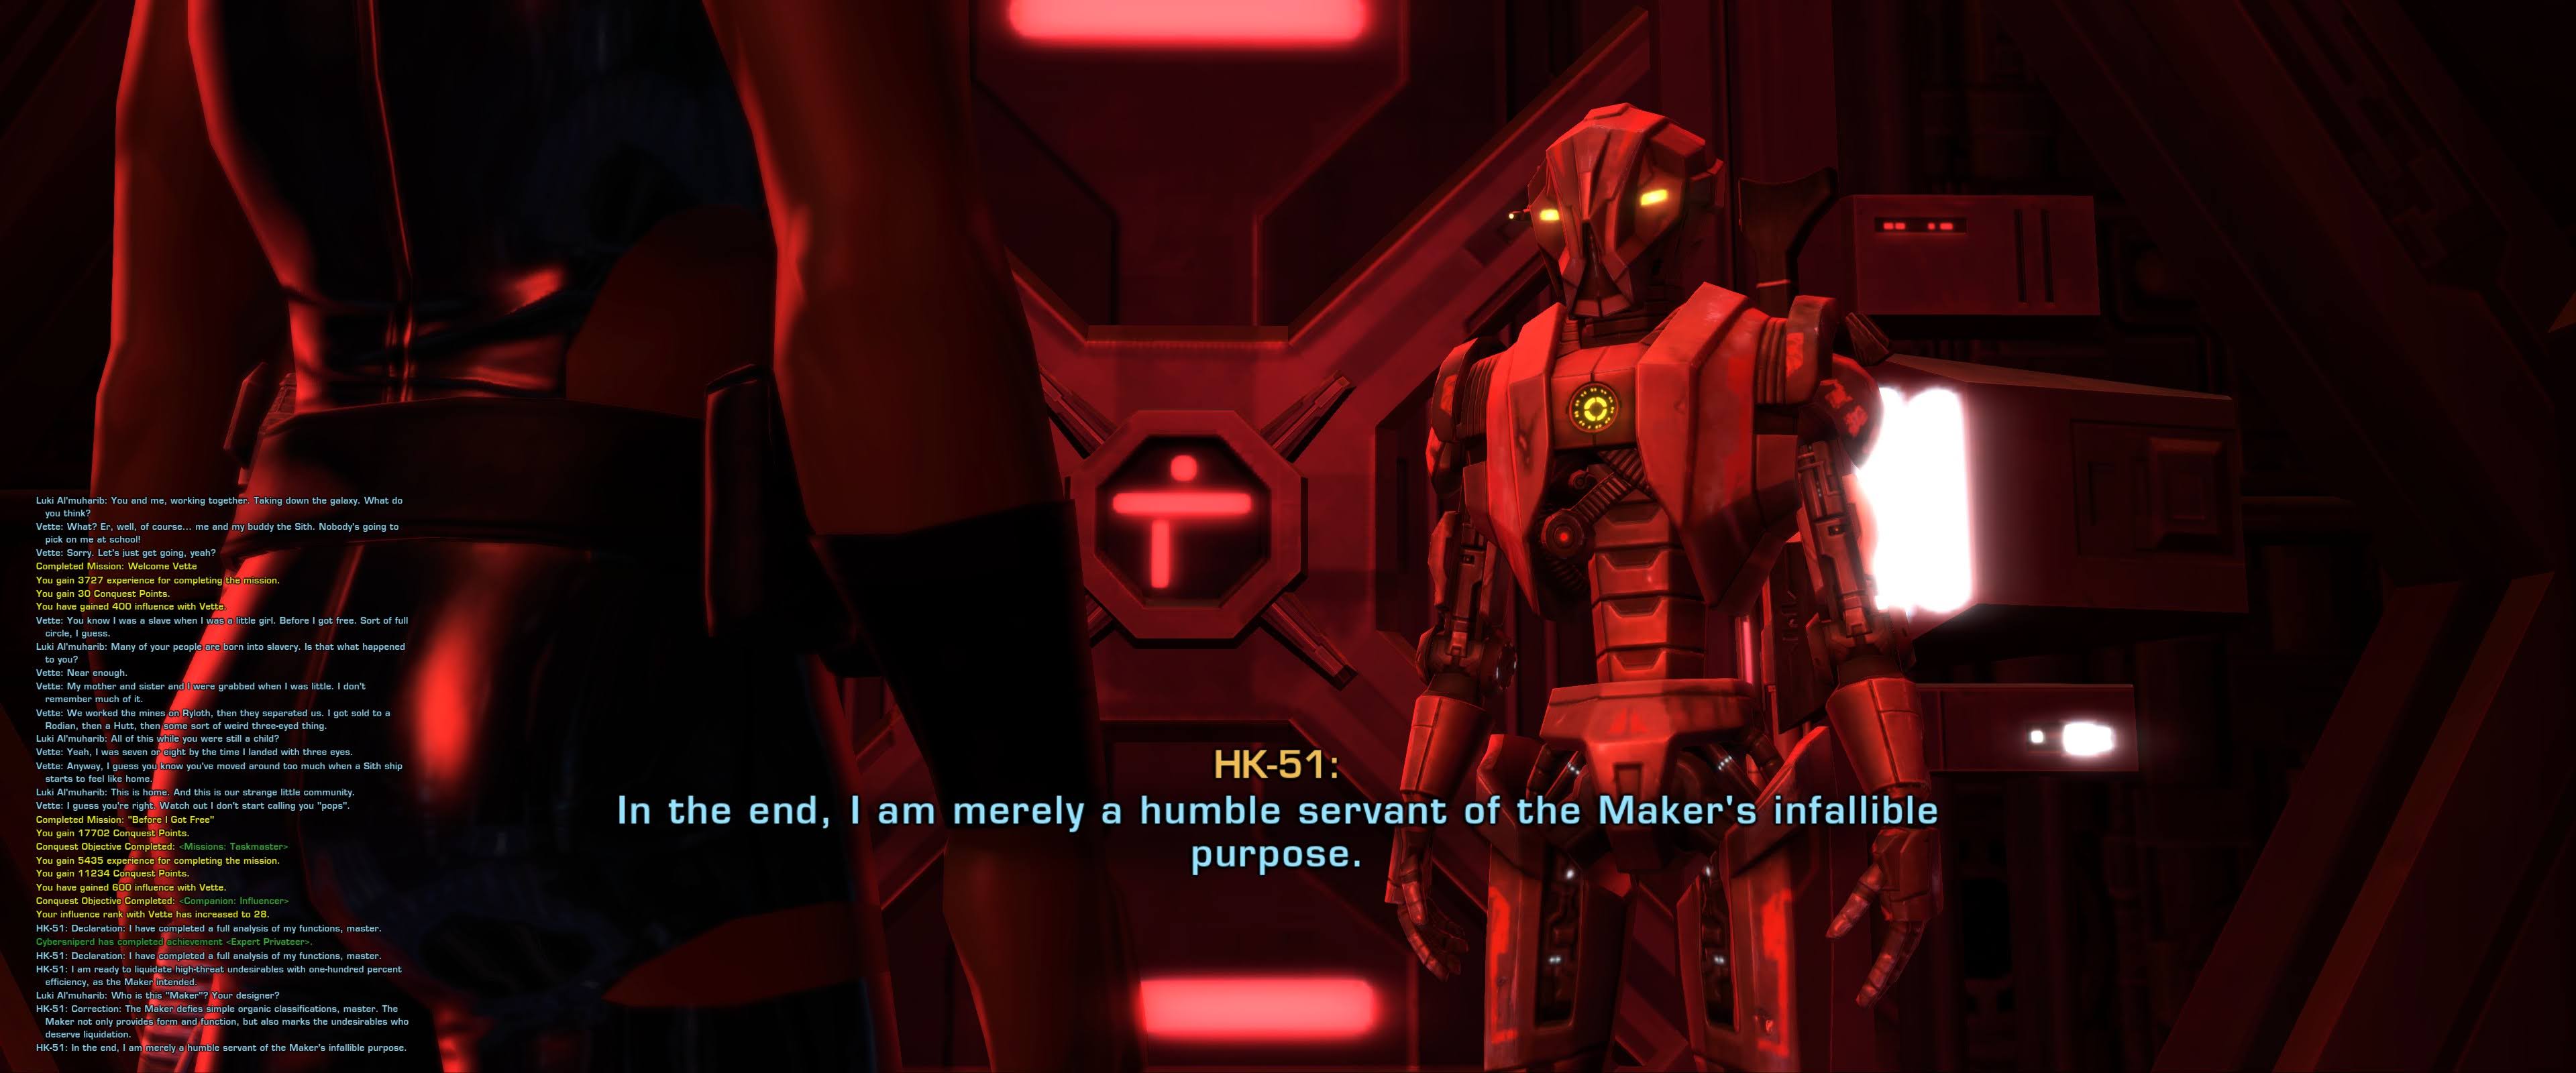 Luki Al'muharib: You and me, working together. Taking down the galaxy. What do
you think?
Vette: What? Er, well, of course... me and my buddy the Sith. Nobody's going to
pick on me at school!
Vette: Sorry. Let's just get going, yeah?
Completed Mission: Welcome Vette
You gain 3727 experience for completing the mission.
You gain 30 Conquest Points.
You have gained 400 influence with Vette.
Vette: You know I was a slave when I was a little girl. Before I got free. Sort of full
circle, I guess.
Luki Al'muharib: Many of your people are born into slavery. Is that what happened
to you?
Vette: Near enough.
Vette: My mother and sister and I were grabbed when I was little. I don't
remember much of it.
Vette: We worked the mines on Ryloth, then they separated us. I got sold to a
Rodian, then a Hutt, then some sort of weird three-eyed thing.
Luki Al'muharib: All of this while you were still a child?
Vette: Yeah, I was seven or eight by the time I landed with three eyes.
Vette: Anyway, I guess you know you've moved around too much when a Sith ship
starts to feel like home.
Luki Al'muharib: This is home. And this is our strange little community.
Vette: I guess you're right. Watch out I don't start calling you "pops".
Completed Mission: "Before I Got Free"
You gain 17702 Conquest Points.
Conquest Objective Completed: <Missions: Taskmaster>
You gain 5435 experience for completing the mission.
You gain 11234 Conquest Points.
You have gained 600 influence with Vette.
Conquest Objective Completed: <Companion: Influencer>
Your influence rank with Vette has increased to 28.
HK-51: Declaration: I have completed a full analysis of my functions, master.
Cybersniperd has completed achievement <Expert Privateer>.
HK-51: Declaration: I have completed a full analysis of my functions, master.
HK-51: I am ready to liquidate high-threat undesirables with one-hundred percent
efficiency, as the Maker intended.
Luki Al'muharib: Who is this "Maker"? Your designer?
HK-51: Correction: The Maker defies simple organic classifications, master. The
Maker not only provides form and function, but also marks the undesirables who
deserve liquidation.
HK-51: In the end, I am merely a humble servant of the Maker's infallible purpose.
HK-51:
In the end, I am merely a humble servant of the Maker's infallible
purpose.